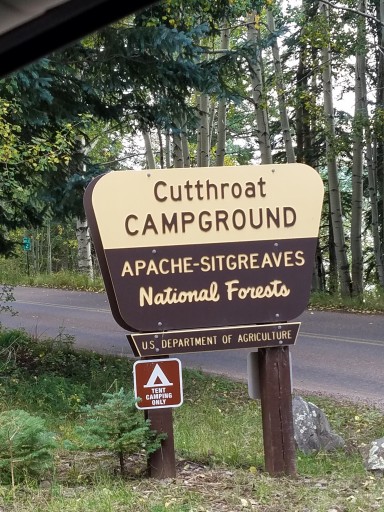 Cutthroat
CAMPGROUND
APACHE-SITGREAVES
National Forests
U.S. DEPARTMENT OF AGRICULTURE
TENT
CAMPING
ONLY